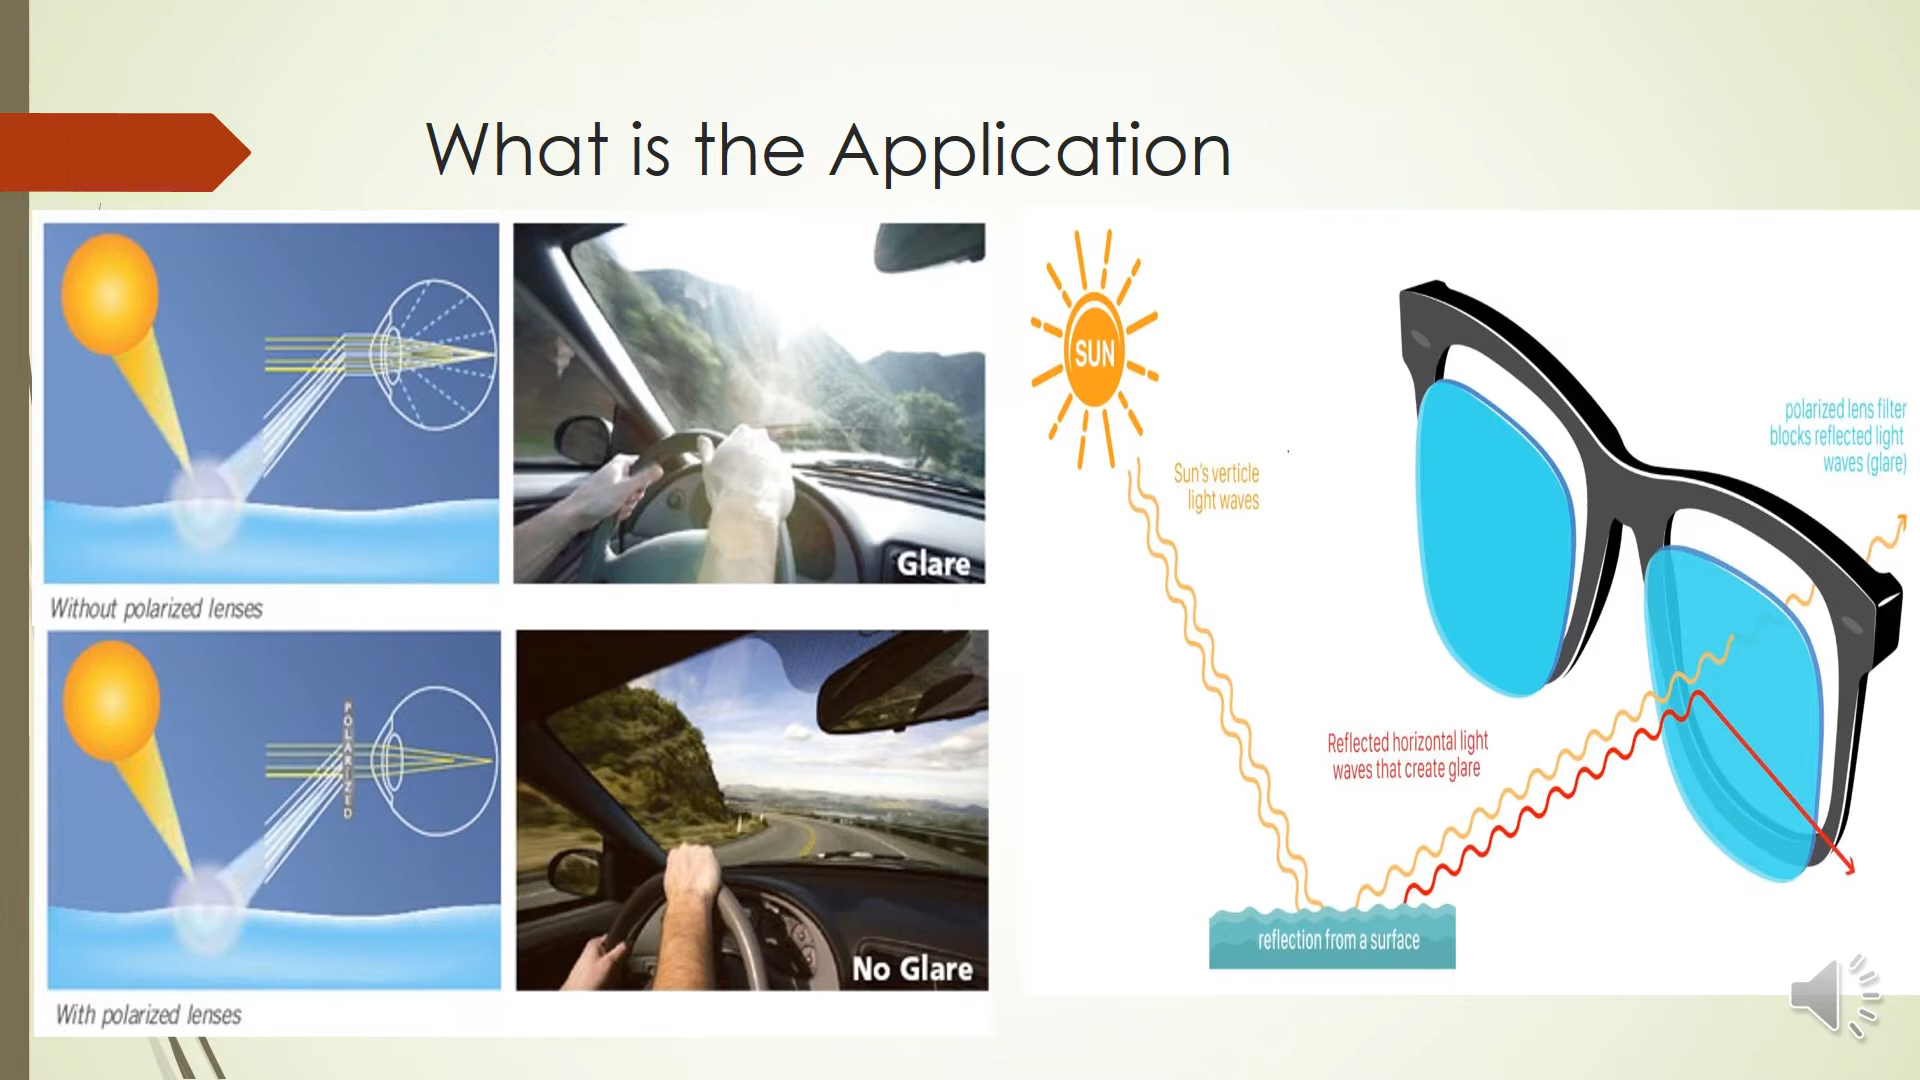 What is the Application
Glare
Without polarized lenses
POLARIZED
No Glare
With polarized lenses
SUN
Sun's verticle
light waves
polarized lens filter
blocks reflected light
waves (glare)
Reflected horizontal light
waves that create glare
reflection from a surface